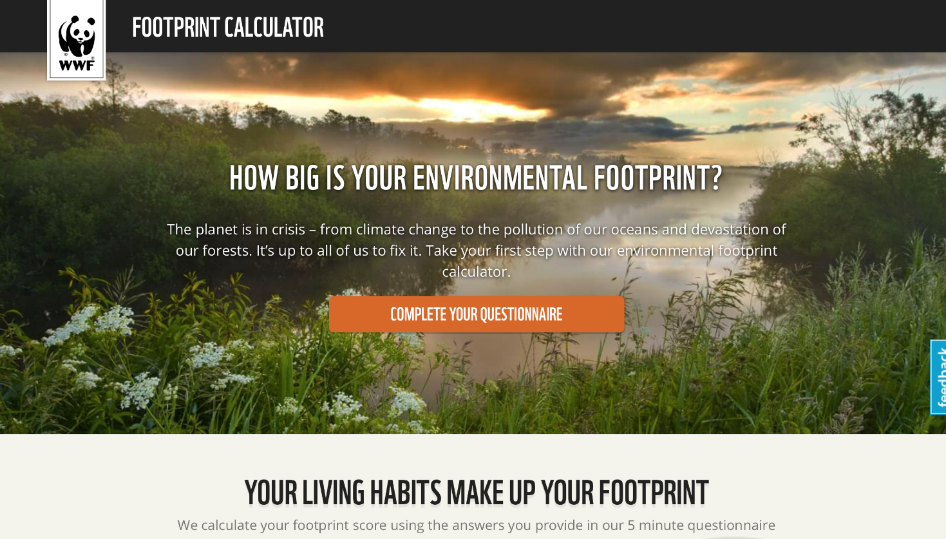 FOOTPRINT CALCULATOR
WWF
HOW BIG IS YOUR ENVIRONMENTAL FOOTPRINT?
The planet is in crisis – from climate change to the pollution of our oceans and devastation of
our forests. It's up to all of us to fix it. Take your first step with our environmental footprint
calculator.
COMPLETE YOUR QUESTIONNAIRE
feedback
YOUR LIVING HABITS MAKE UP YOUR FOOTPRINT
We calculate your footprint score using the answers you provide in our 5 minute questionnaire